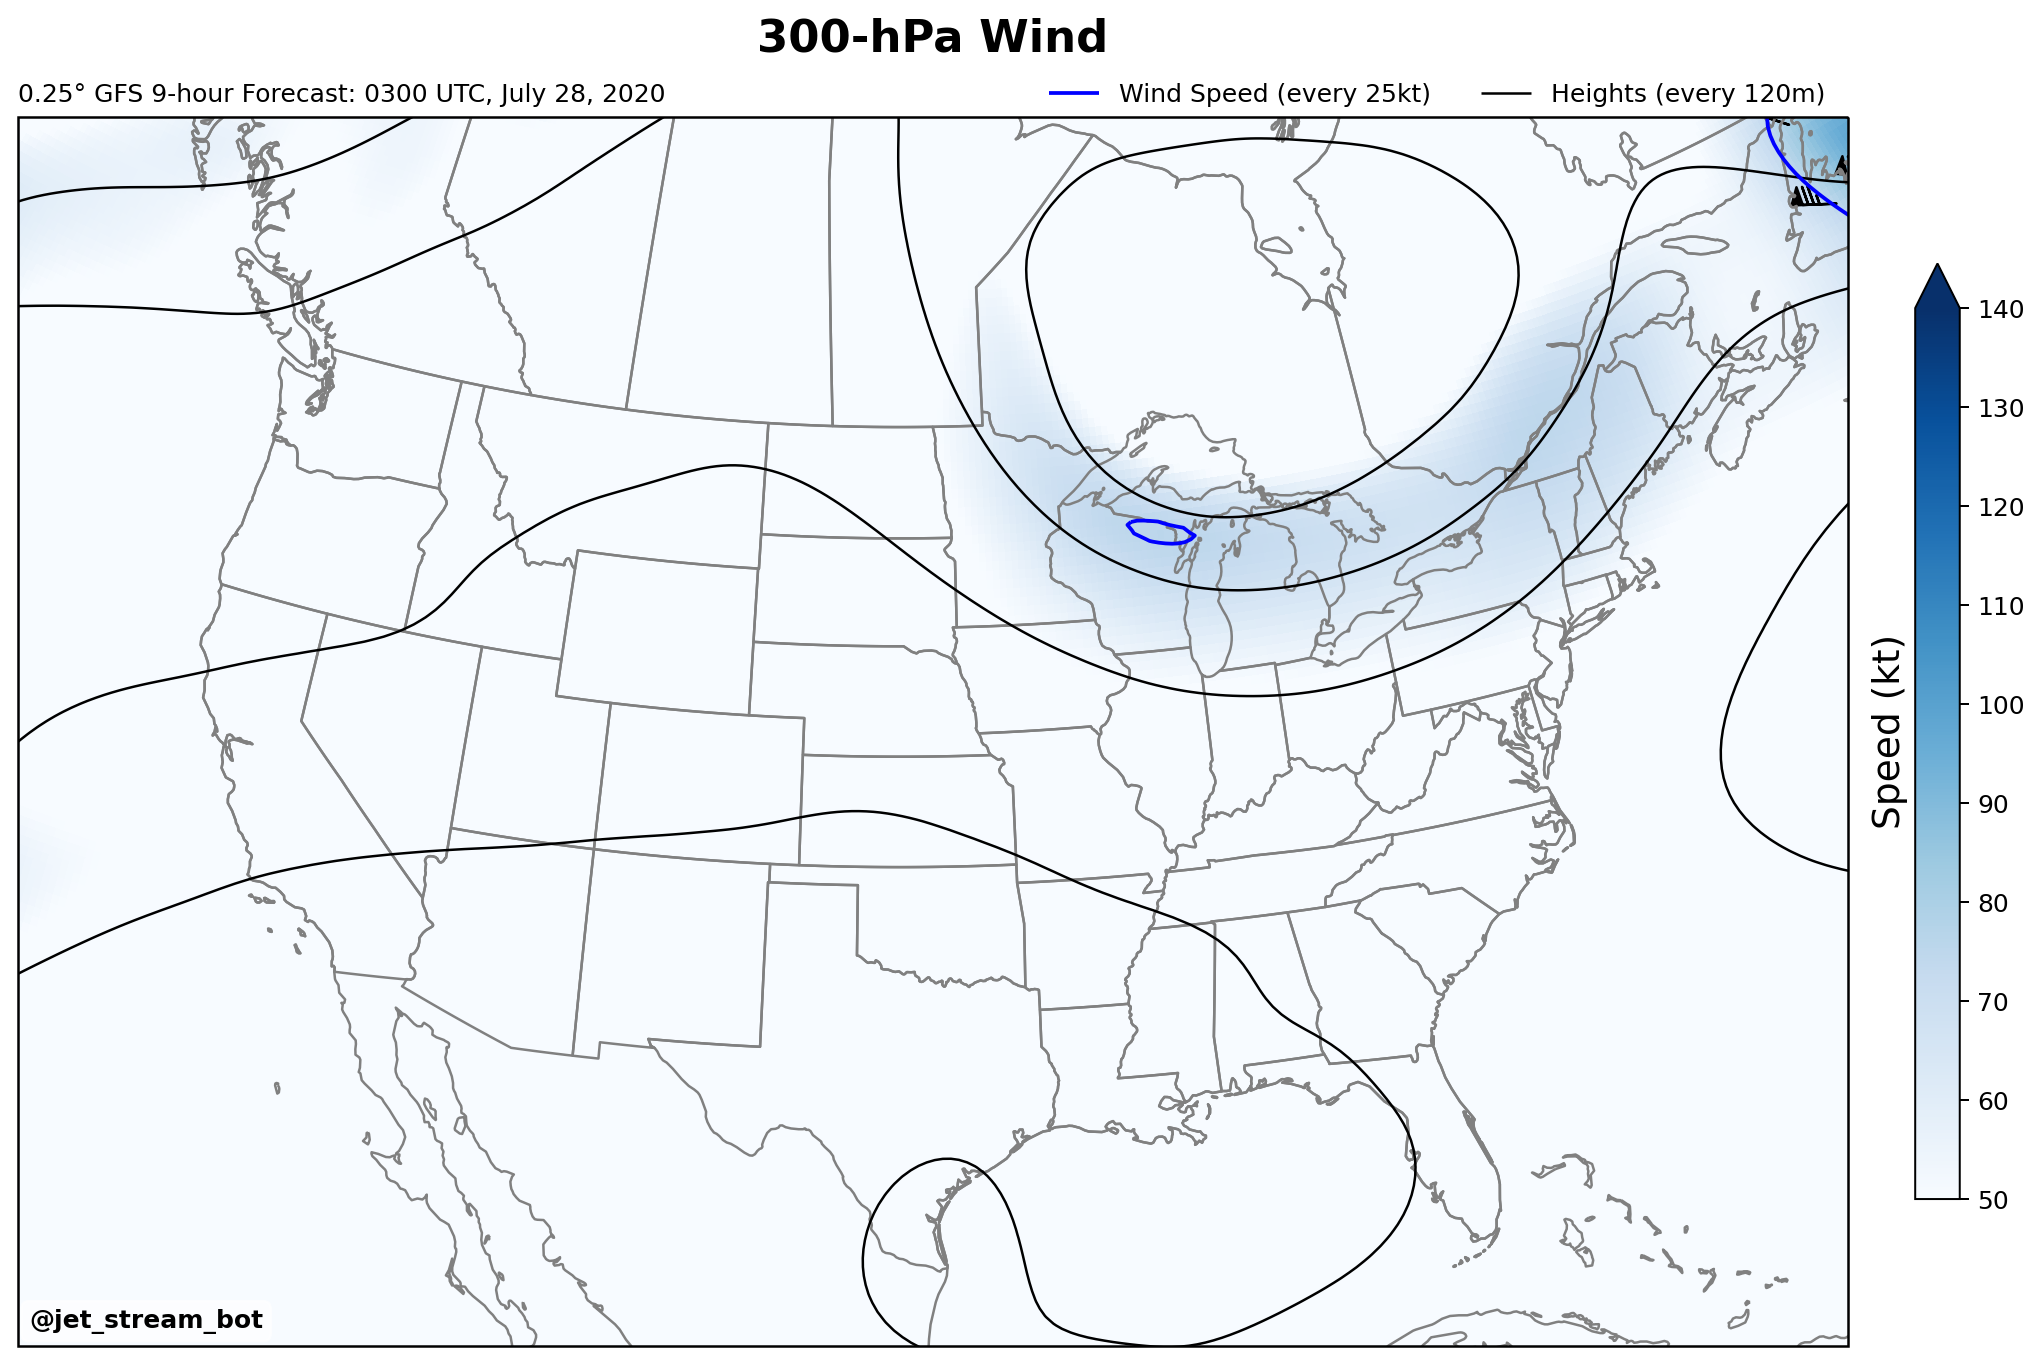 300-hPa Wind
0.25° GFS 9-hour Forecast: 0300 UTC, July 28, 2020
Wind Speed (every 25kt)
Heights (every 120m)
140
130
120
110
100
90
80
70
60
50
Speed (kt)
@jet_stream_bot